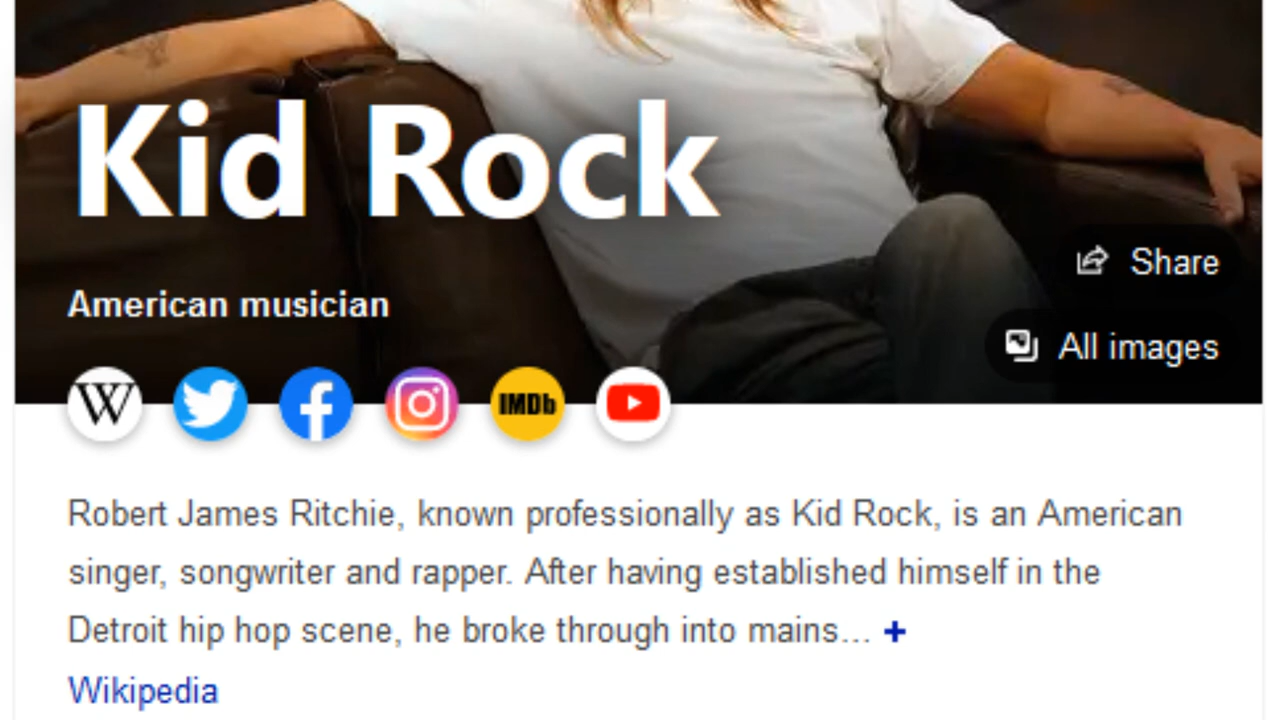 Kid Rock
Share
American musician
All images
W
IMDb
Robert James Ritchie, known professionally as Kid Rock, is an American
singer, songwriter and rapper. After having established himself in the
Detroit hip hop scene, he broke through into mains... +
Wikipedia